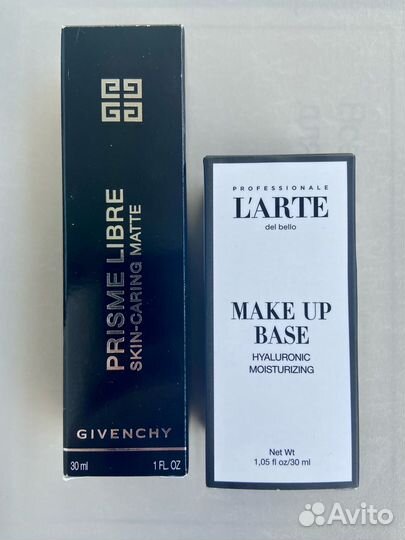 PRISME LIBRE
SKIN-CARING MATTE
GIVENCHY
30 ml 1 FL. OZ
PROFESSIONALE
L'ARTE
del bello
MAKE UP
BASE
HYALURONIC
MOISTURIZING
Net Wt
1,05 fl oz/30 ml
Avito